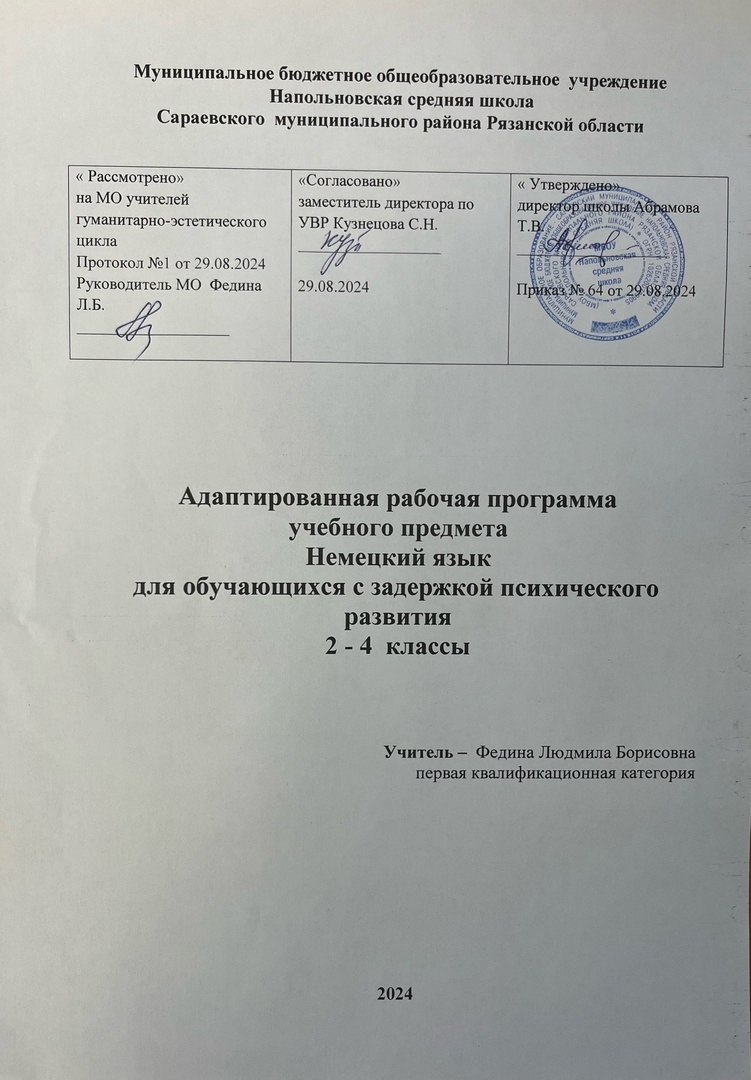 Муниципальное бюджетное общеобразовательное учреждение
Напольновская средняя школа
Сараевского муниципального района Рязанской области
« Рассмотрено»
на МО учителей
гуманитарно-эстетического
цикла
Протокол №1 от 29.08.2024
Руководитель МО Федина
Л.Б.
«Согласовано»
заместитель директора по
УВР Кузнецова С.Н.
29.08.2024
« Утверждено»
директор школы Абрамова
Т.В.
МБОУ
Напольновская
средняя
школа
Приказ № 64 от 29.08.2024
Адаптированная рабочая программа
учебного предмета
Немецкий язык
для обучающихся с задержкой психического
развития
2 - 4 классы
Учитель – Федина Людмила Борисовна
первая квалификационная категория
2024